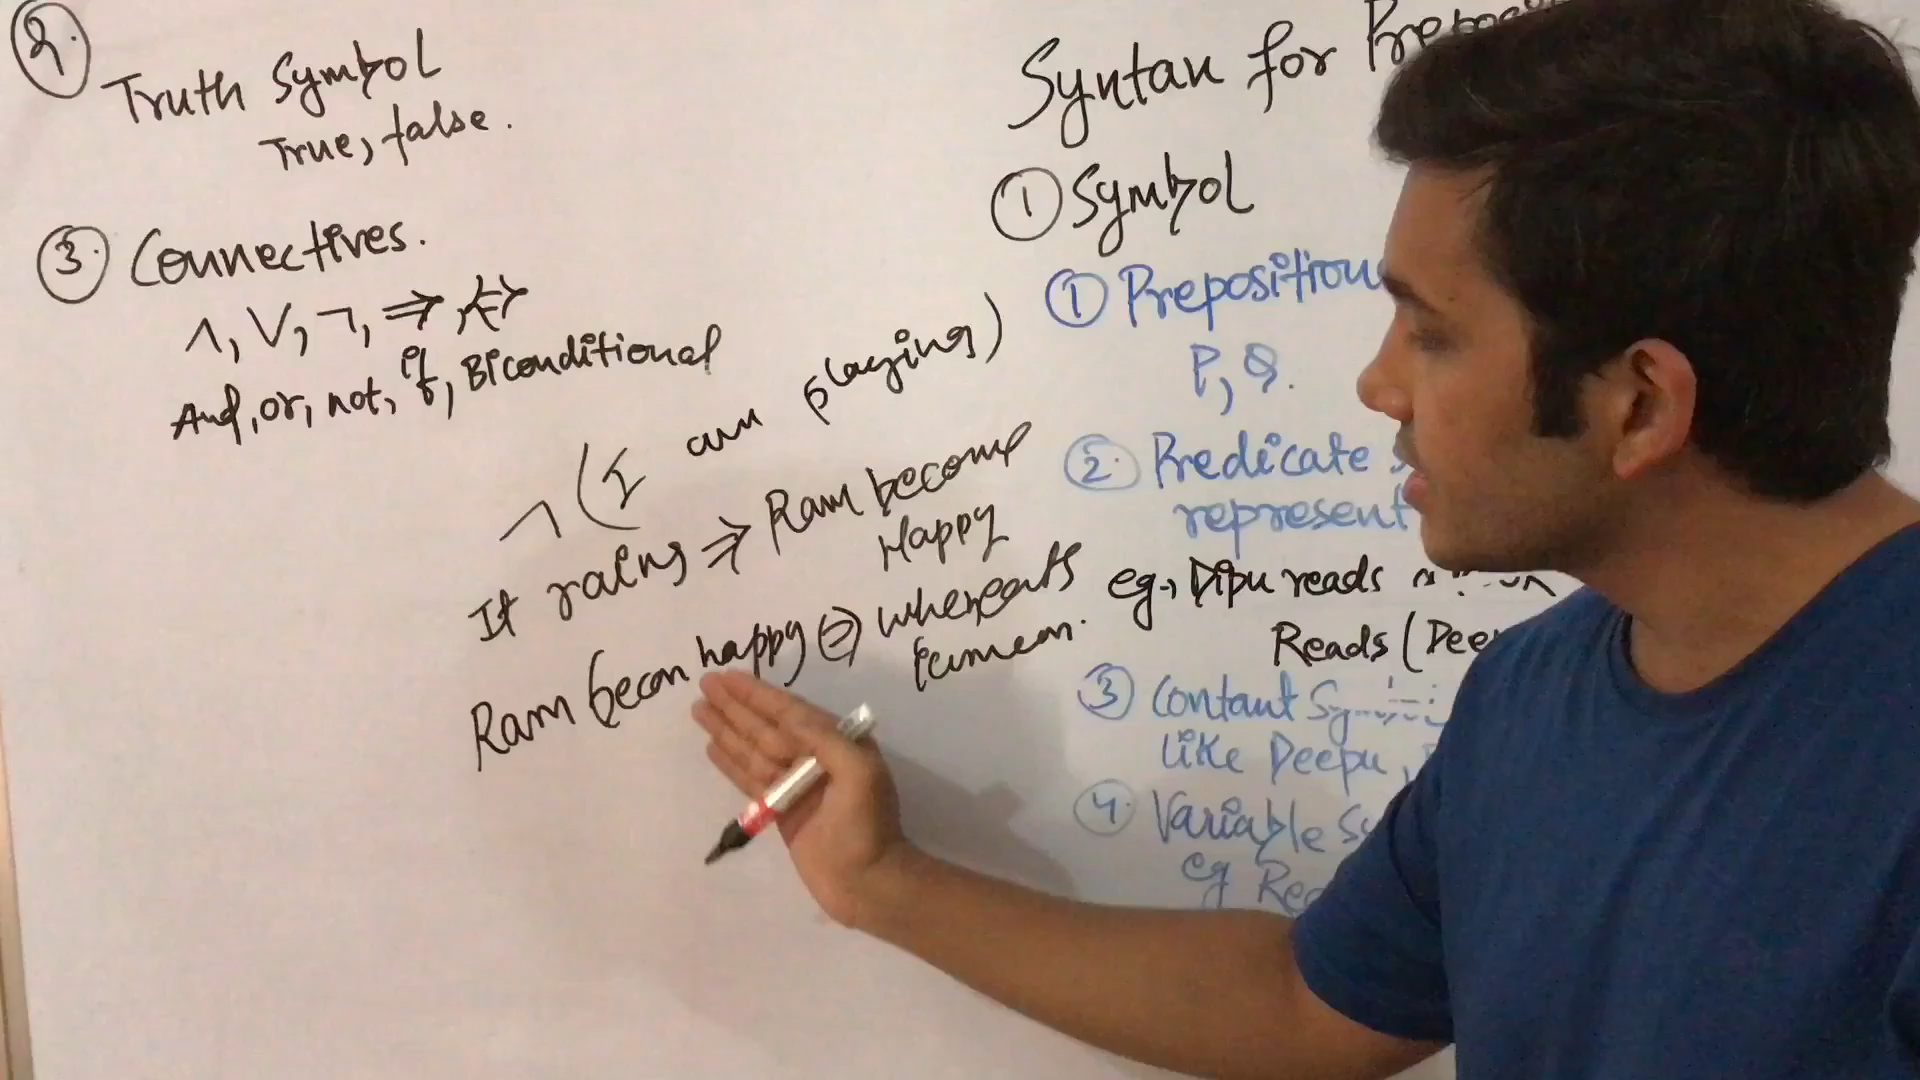 2.
Truth Symbol
True, false.
3. Connectives.
∧, ∨, ¬, ⇒, ⇔
And, or, not, if, Biconditional
¬ (I am playing)
It rains ⇒ Ram become
Happy
Ram becom happy ⇔ when eats
Syntax for
1 Symbol
1 Preposition
P, Q.
2. Predicate
represent
eg, Dipu reads
Reads (Dee
3 Contant
like Deepu,
4. Variable
eg